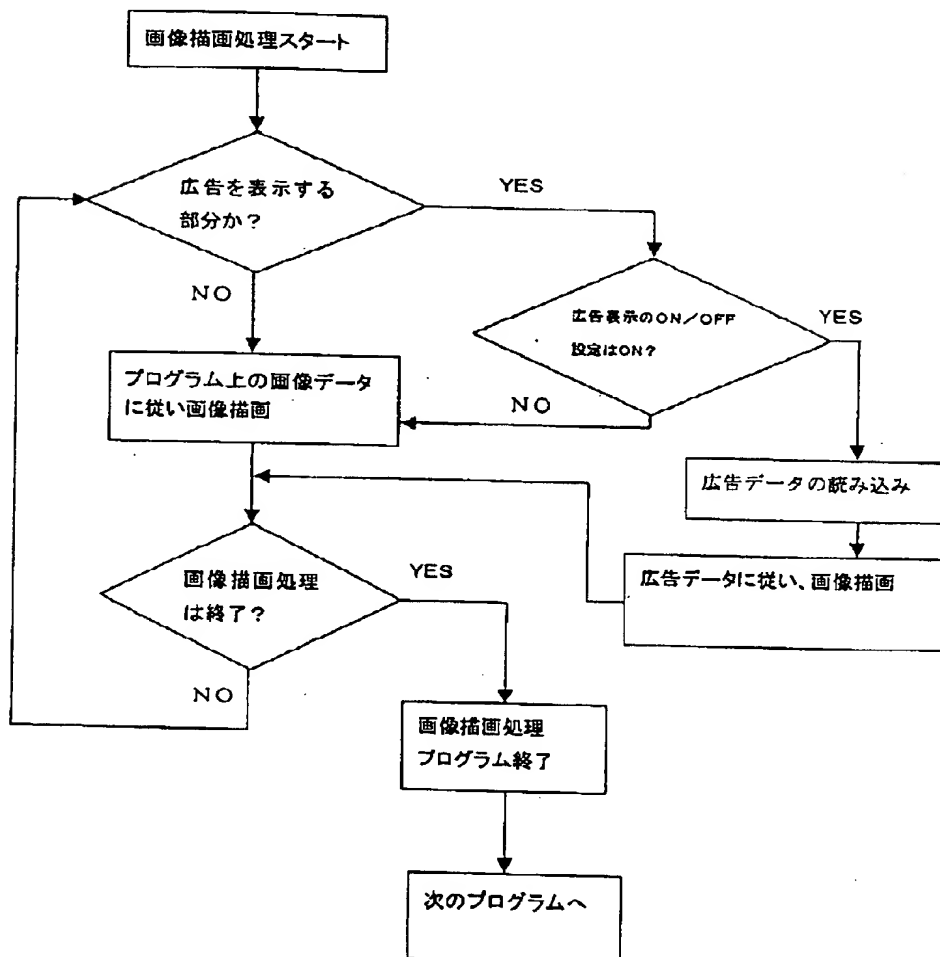 画像描画処理スタート
広告を表示する
部分か?
YES
NO
広告表示のON/OFF
設定はON?
YES
NO
プログラム上の画像データ
に従い画像描画
広告データの読み込み
広告データに従い、画像描画
画像描画処理
は終了?
YES
NO
画像描画処理
プログラム終了
次のプログラムへ